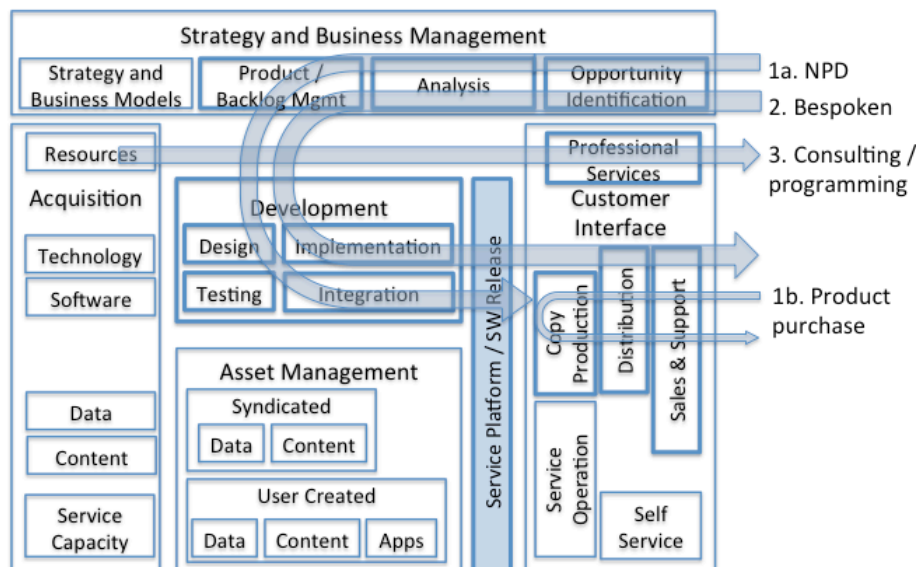 Strategy and Business Management
Strategy and
Business Models
Product /
Backlog Mgmt
Analysis
Opportunity
Identification
1a. NPD
2. Bespoken
3. Consulting /
programming
1b. Product
purchase
Resources
Acquisition
Technology
Software
Data
Content
Service
Capacity
Development
Design
Implementation
Testing
Integration
Asset Management
Syndicated
Data
Content
User Created
Data
Content
Apps
Service Platform / SW Release
Professional
Services
Customer
Interface
Copy
Production
Distribution
Sales & Support
Service
Operation
Self
Service